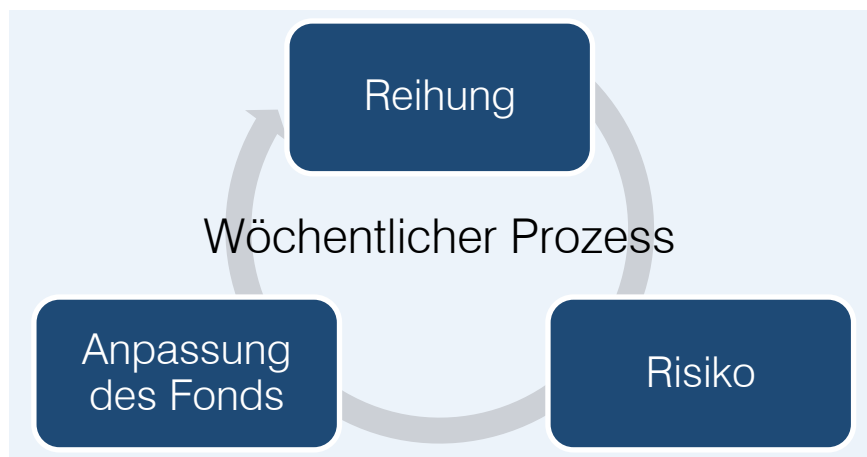 Reihung
Wöchentlicher Prozess
Anpassung
des Fonds
Risiko